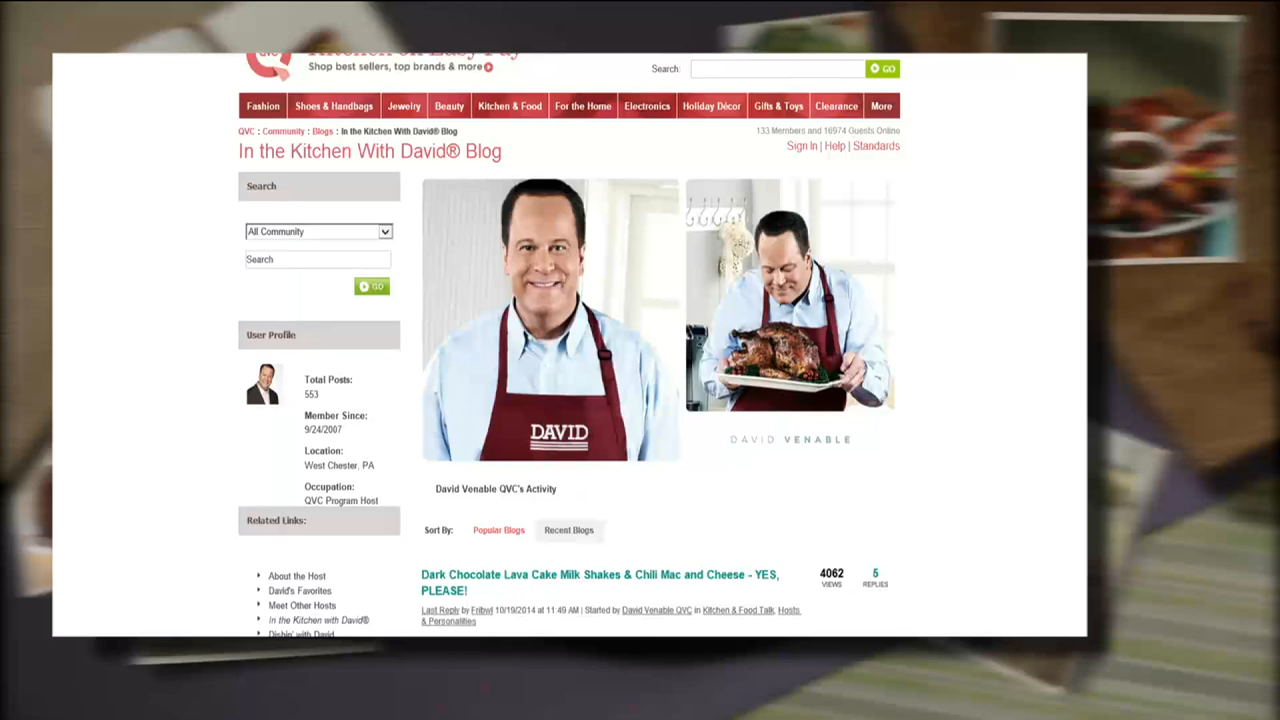 QVC
Shop best sellers, top brands & more
Search:
GO
Fashion Shoes & Handbags Jewelry Beauty Kitchen & Food For the Home Electronics Holiday Décor Gifts & Toys Clearance More
QVC : Community : Blogs : In the Kitchen With David® Blog
133 Members and 16974 Guests Online
In the Kitchen With David® Blog
Sign In | Help | Standards
Search
All Community
Search
GO
User Profile
Total Posts:
553
Member Since:
9/24/2007
Location:
West Chester, PA
Occupation:
QVC Program Host
Related Links:
About the Host
David's Favorites
Meet Other Hosts
In the Kitchen with David®
Dishin' with David
DAVID
DAVID VENABLE
David Venable QVC's Activity
Sort By: Popular Blogs Recent Blogs
Dark Chocolate Lava Cake Milk Shakes & Chili Mac and Cheese - YES,
PLEASE!
4062
VIEWS
5
REPLIES
Last Reply by Fribwl 10/19/2014 at 11:49 AM | Started by David Venable QVC in Kitchen & Food Talk, Hosts
& Personalities